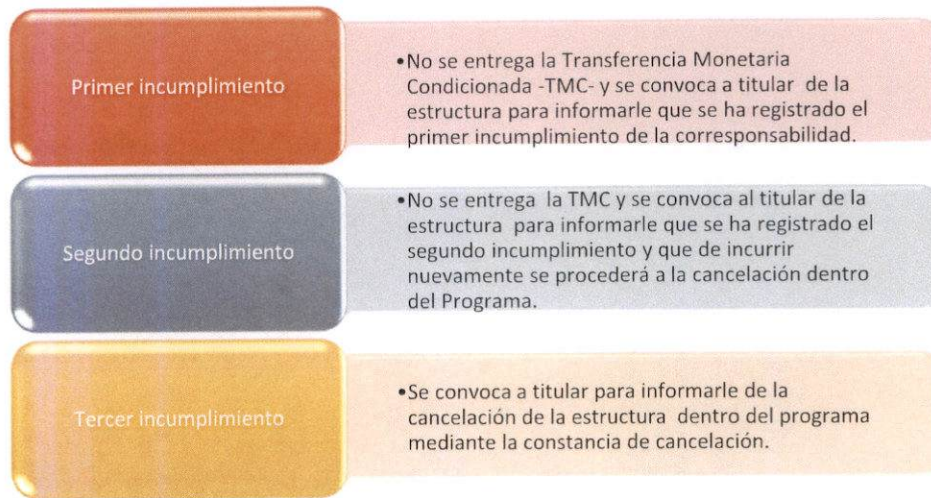 Primer incumplimiento
•No se entrega la Transferencia Monetaria
Condicionada -TMC- y se convoca a titular de la
estructura para informarle que se ha registrado el
primer incumplimiento de la corresponsabilidad.
Segundo incumplimiento
•No se entrega la TMC y se convoca al titular de la
estructura para informarle que se ha registrado el
segundo incumplimiento y que de incurrir
nuevamente se procederá a la cancelación dentro
del Programa.
Tercer incumplimiento
•Se convoca a titular para informarle de la
cancelación de la estructura dentro del programa
mediante la constancia de cancelación.